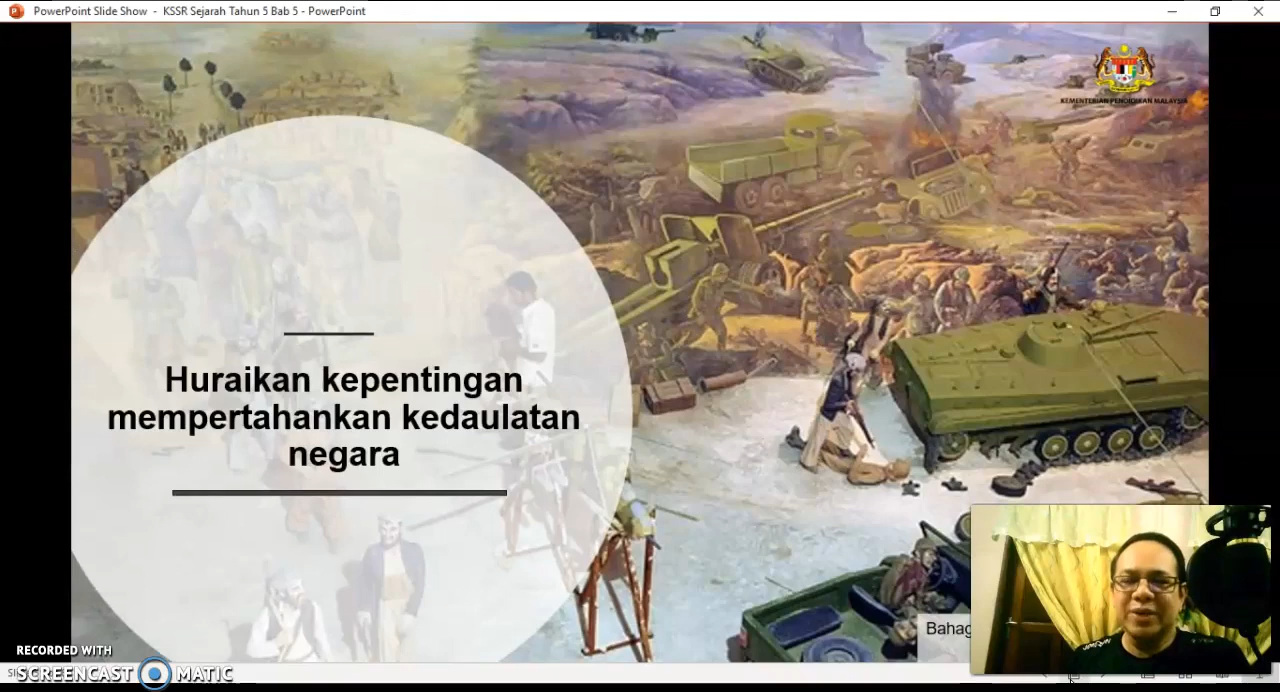 PowerPoint Slide Show - KSSR Sejarah Tahun 5 Bab 5 - PowerPoint
KEMENTERIAN PENDIDIKAN MALAYSIA
Huraikan kepentingan
mempertahankan kedaulatan
negara
Bahag
RECORDED WITH
SCREENCAST MATIC